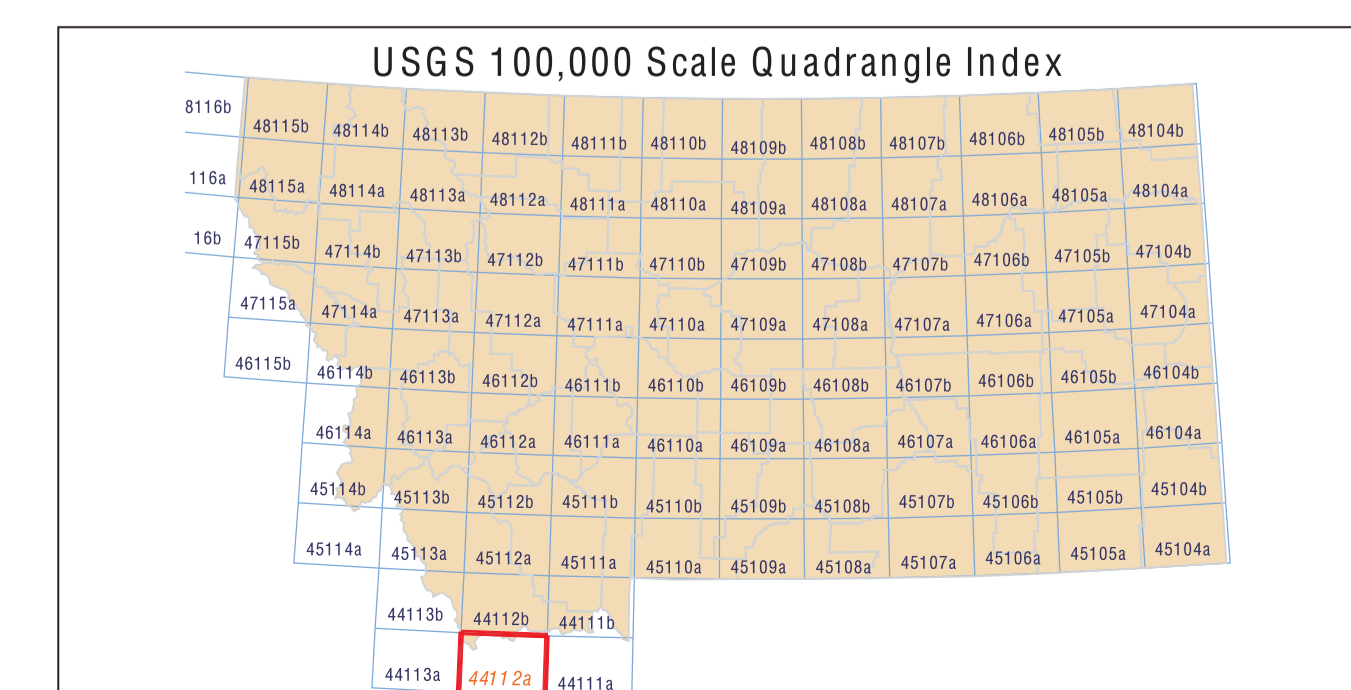 USGS 100,000 Scale Quadrangle Index
8116b 48115b 48114b 48113b 48112b 48111b 48110b 48109b 48108b 48107b 48106b 48105b 48104b
116a 48115a 48114a 48113a 48112a 48111a 48110a 48109a 48108a 48107a 48106a 48105a 48104a
16b 47115b 47114b 47113b 47112b 47111b 47110b 47109b 47108b 47107b 47106b 47105b 47104b
47115a 47114a 47113a 47112a 47111a 47110a 47109a 47108a 47107a 47106a 47105a 47104a
46115b 46114b 46113b 46112b 46111b 46110b 46109b 46108b 46107b 46106b 46105b 46104b
46114a 46113a 46112a 46111a 46110a 46109a 46108a 46107a 46106a 46105a 46104a
45114b 45113b 45112b 45111b 45110b 45109b 45108b 45107b 45106b 45105b 45104b
45114a 45113a 45112a 45111a 45110a 45109a 45108a 45107a 45106a 45105a 45104a
44113b 44112b 44111b
44113a 44112a 44111a